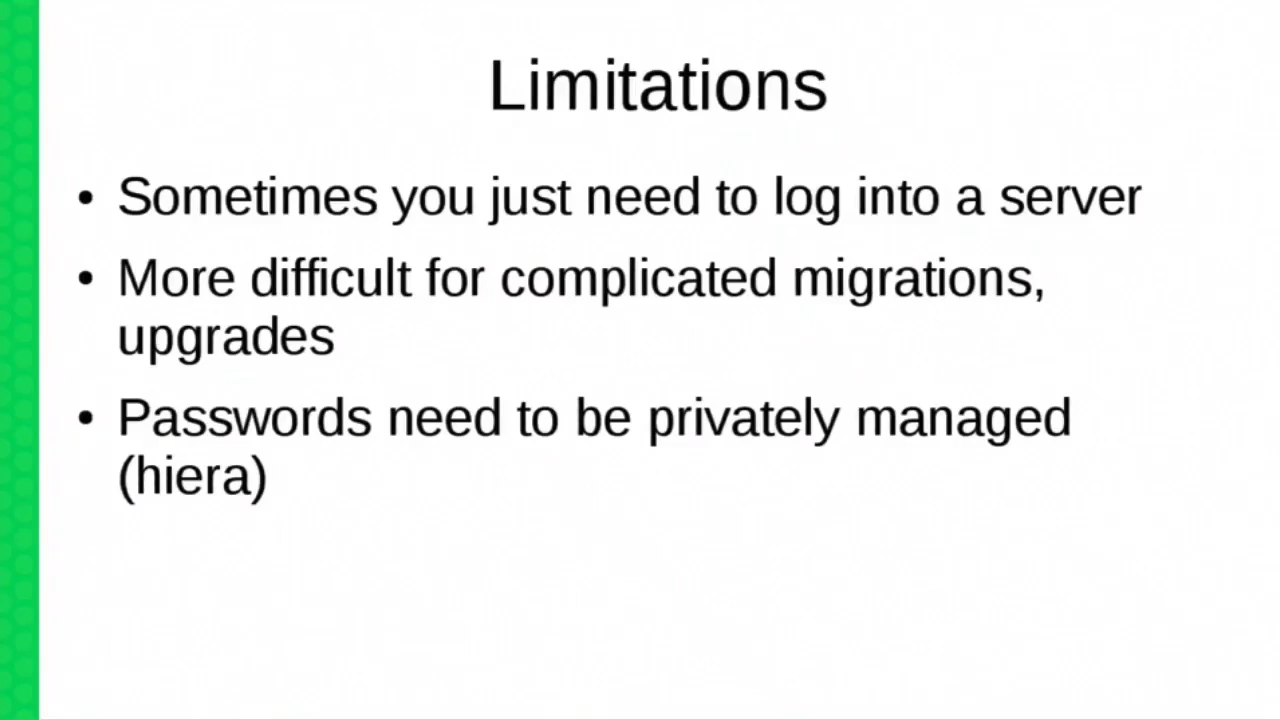 Limitations
• Sometimes you just need to log into a server
• More difficult for complicated migrations,
upgrades
• Passwords need to be privately managed
(hiera)